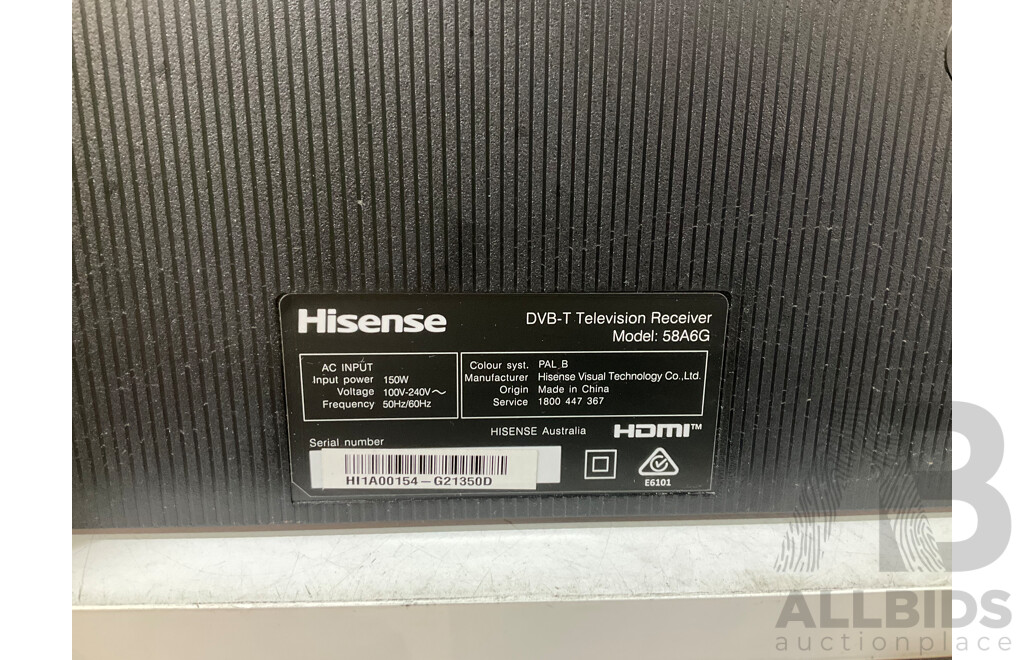 Hisense
DVB-T Television Receiver
Model: 58A6G
AC INPUT
Input power 150W
Voltage 100V-240V～
Frequency 50Hz/60Hz
Colour syst. PAL_B
Manufacturer Hisense Visual Technology Co.,Ltd.
Origin Made in China
Service 1800 447 367
HISENSE Australia HDMI™
Serial number
HI1A00154-G21350D
E6101
B
ALLBIDS
auctionplace